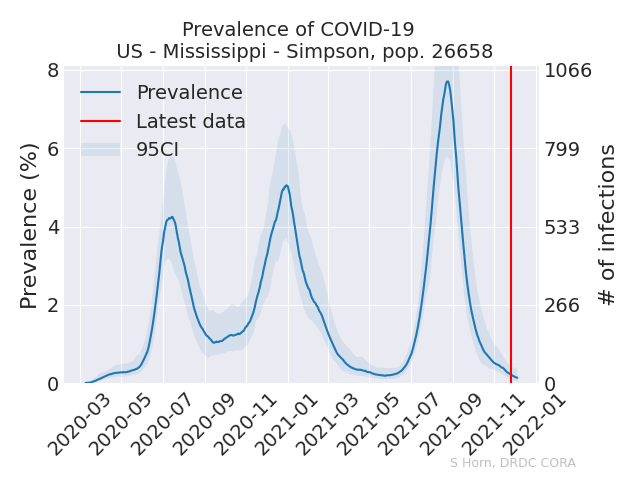 Prevalence of COVID-19
US - Mississippi - Simpson, pop. 26658
Prevalence (%)
8
6
4
2
0
Prevalence
Latest data
95CI
1066
799
533
266
0
# of infections
2020-03
2020-05
2020-07
2020-09
2020-11
2021-01
2021-03
2021-05
2021-07
2021-09
2021-11
2022-01
S Horn, DRDC CORA